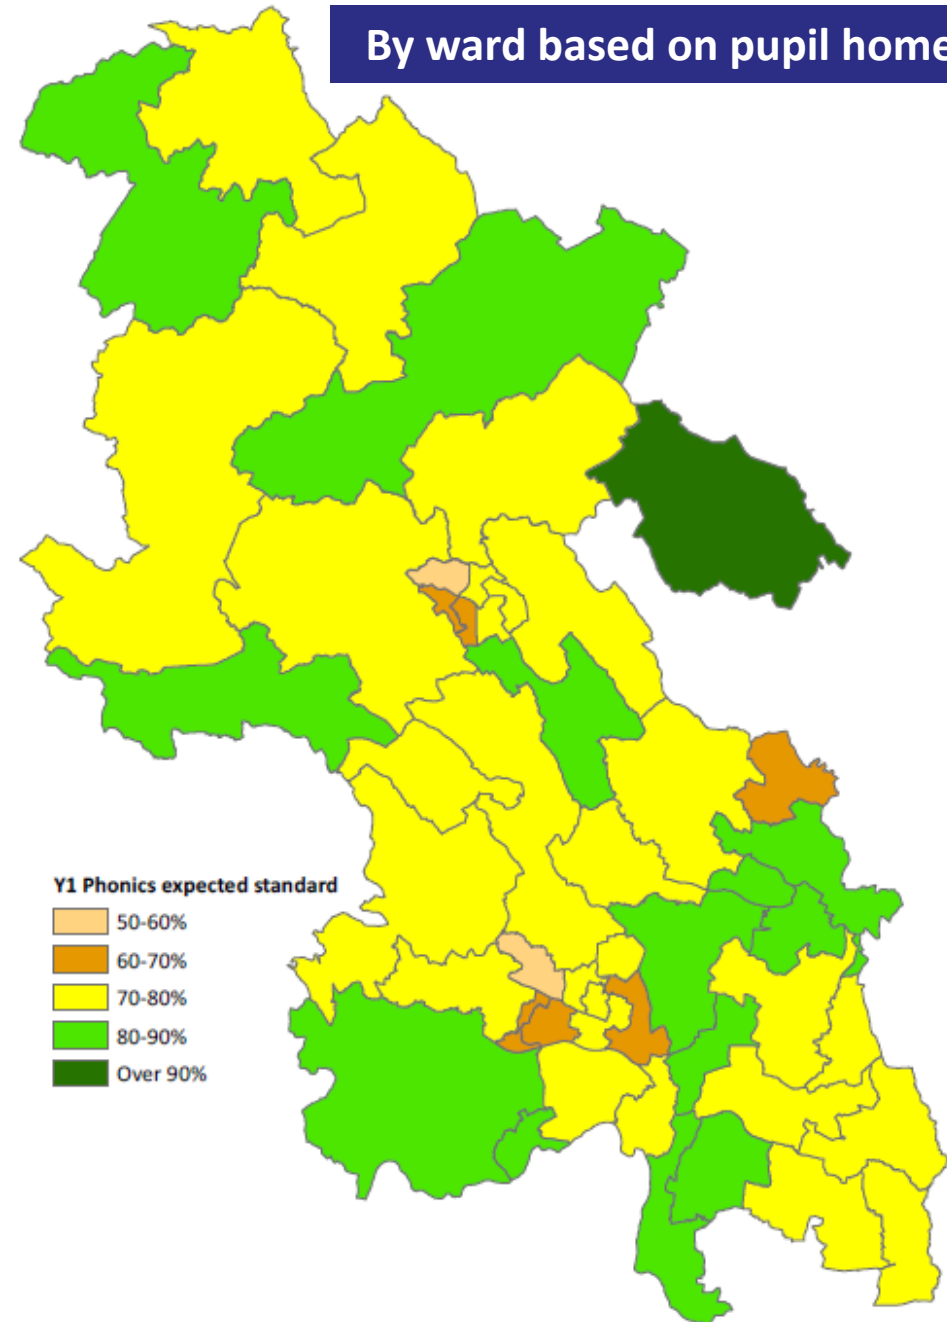 By ward based on pupil home
Y1 Phonics expected standard
50-60%
60-70%
70-80%
80-90%
Over 90%